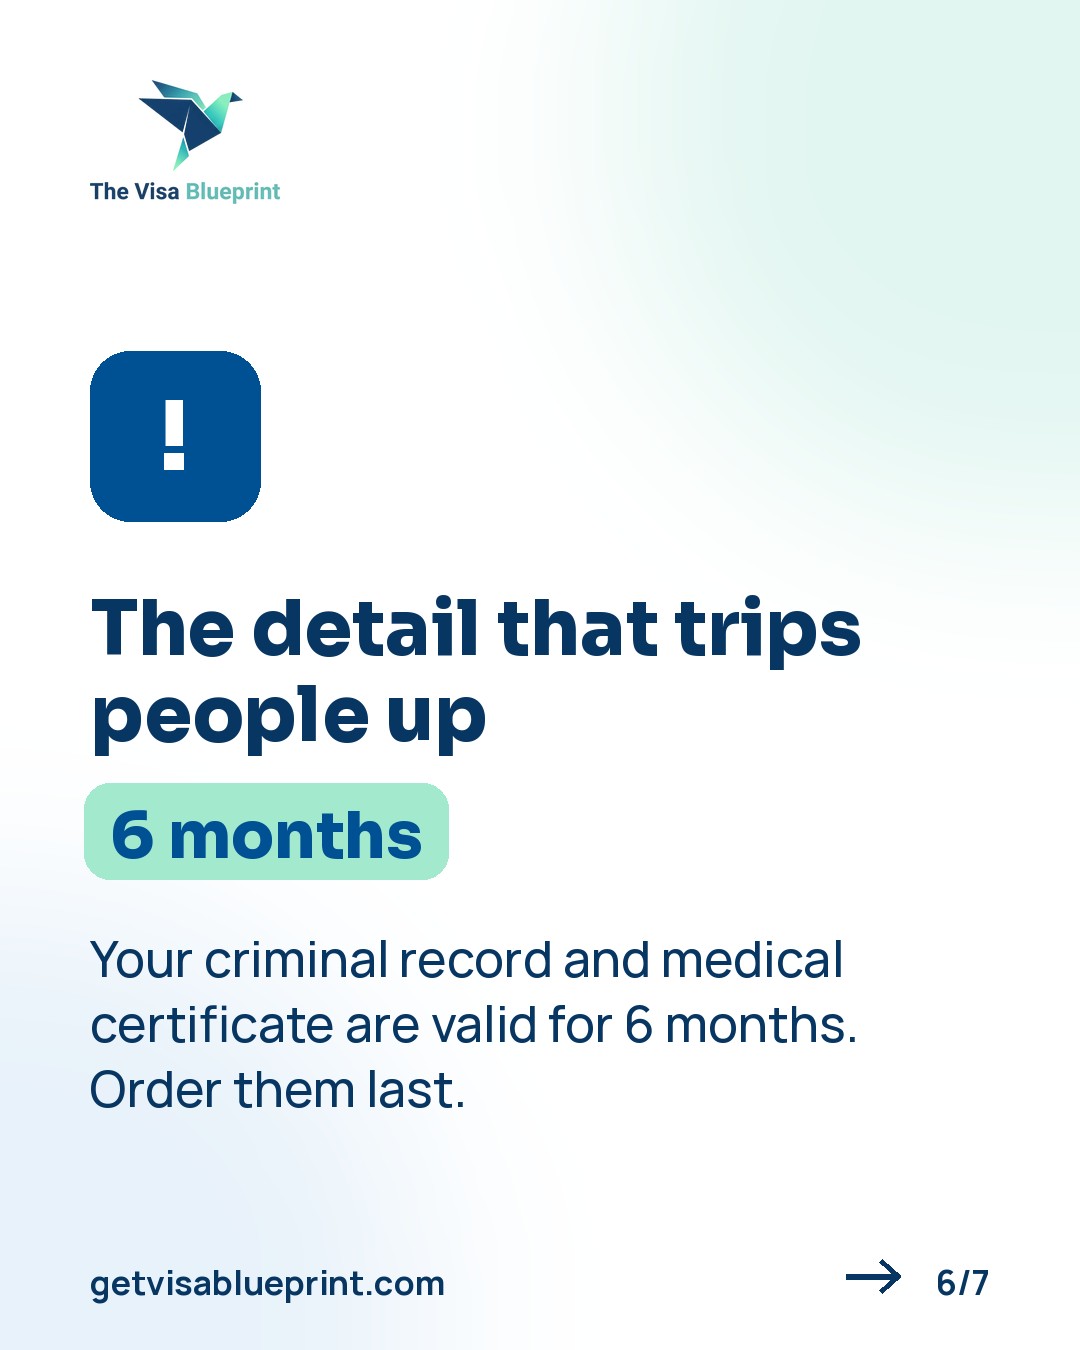 The Visa Blueprint
!
The detail that trips
people up
6 months
Your criminal record and medical
certificate are valid for 6 months.
Order them last.
getvisablueprint.com
→ 6/7